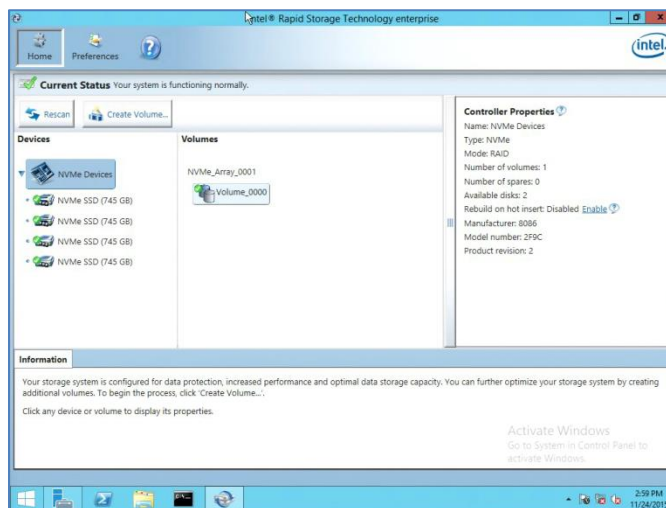 Intel® Rapid Storage Technology enterprise
Home
Preferences
intel
Current Status Your system is functioning normally.
Rescan
Create Volume...
Devices
NVMe Devices
NVMe SSD (745 GB)
NVMe SSD (745 GB)
NVMe SSD (745 GB)
NVMe SSD (745 GB)
Volumes
NVMe_Array_0001
Volume_0000
Controller Properties
Name: NVMe Devices
Type: NVMe
Mode: RAID
Number of volumes: 1
Number of spares: 0
Available disks: 2
Rebuild on hot insert: Disabled Enable
Manufacturer: 8086
Model number: 2F9C
Product revision: 2
Information
Your storage system is configured for data protection, increased performance and optimal data storage capacity. You can further optimize your storage system by creating
additional volumes. To begin the process, click 'Create Volume...'.
Click any device or volume to display its properties.
Activate Windows
Go to System in Control Panel to
activate Windows.
2:59 PM